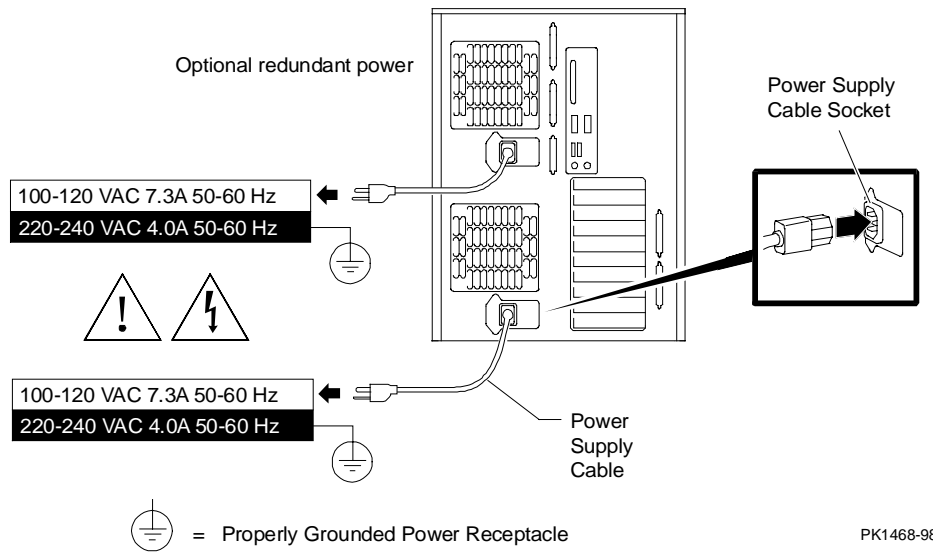 Optional redundant power
Power Supply
Cable Socket
100-120 VAC 7.3A 50-60 Hz
220-240 VAC 4.0A 50-60 Hz
!
100-120 VAC 7.3A 50-60 Hz
220-240 VAC 4.0A 50-60 Hz
Power
Supply
Cable
= Properly Grounded Power Receptacle
PK1468-98